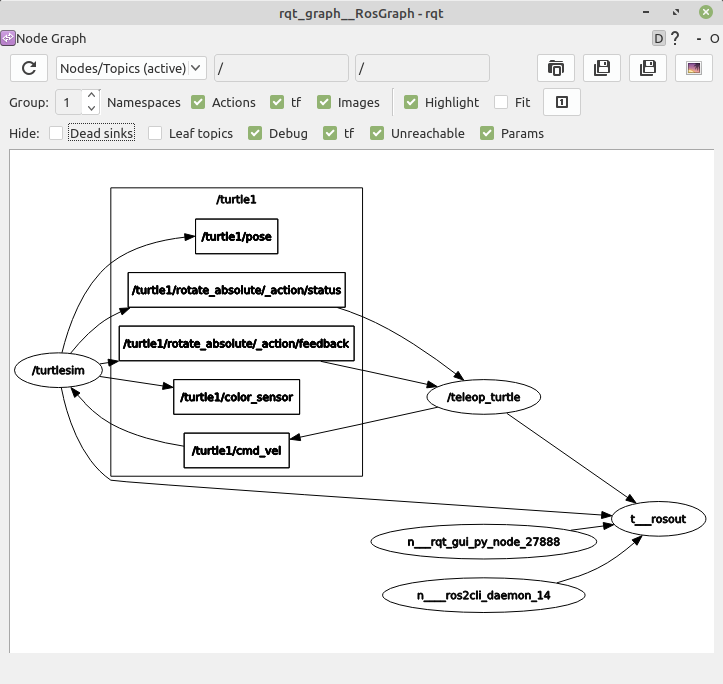 rqt_graph__RosGraph - rqt
Node Graph
D ? - O
Nodes/Topics (active) / /
Group: 1 Namespaces Actions tf Images Highlight Fit 1
Hide: Dead sinks Leaf topics Debug tf Unreachable Params
/turtle1
/turtle1/pose
/turtle1/rotate_absolute/_action/status
/turtle1/rotate_absolute/_action/feedback
/turtlesim
/turtle1/color_sensor
/teleop_turtle
/turtle1/cmd_vel
t___rosout
n___rqt_gui_py_node_27888
n____ros2cli_daemon_14